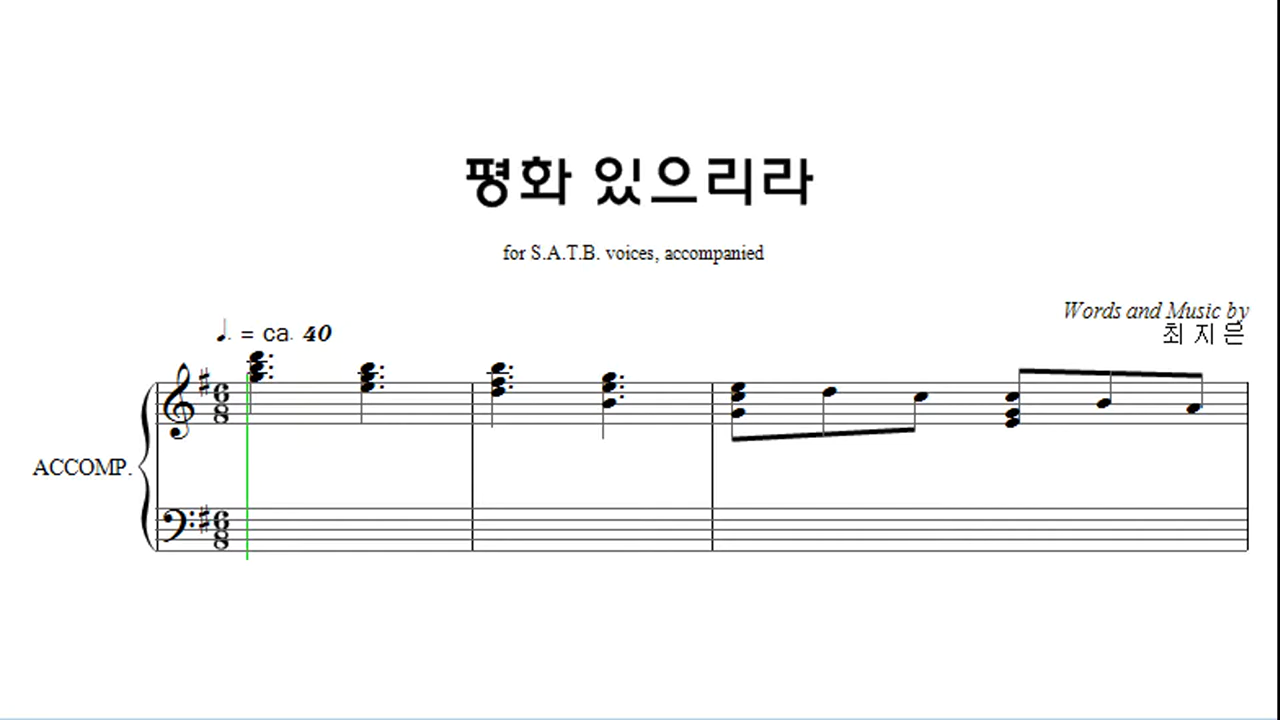 평화 있으리라
for S.A.T.B. voices, accompanied
Words and Music by
최 지 은
♩. = ca. 40
ACCOMP.